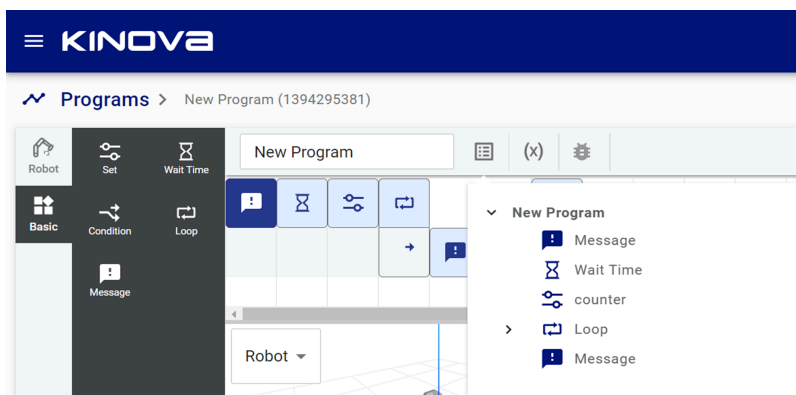 KINOVA
Programs > New Program (1394295381)
Robot
Basic
Set
Wait Time
Condition
Loop
Message
New Program
(x)
Robot
New Program
Message
Wait Time
counter
Loop
Message